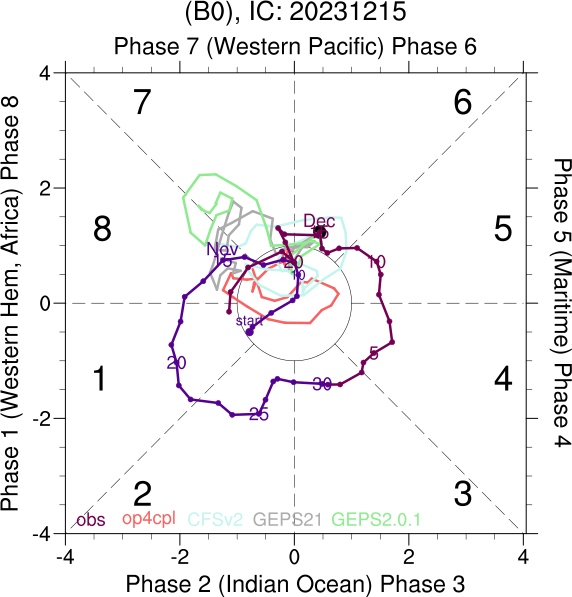 (B0), IC: 20231215
Phase 7 (Western Pacific) Phase 6
4
7
6
2
Dec
8
5
Nov
5
20
10
10
Phase 1 (Western Hem, Africa) Phase 8
Phase 5 (Maritime) Phase 4
0
start
5
20
1
4
30
-2
25
2
3
obs
op4cpl
CFSv2
GEPS21
GEPS2.0.1
-4
-4
-2
0
2
4
Phase 2 (Indian Ocean) Phase 3